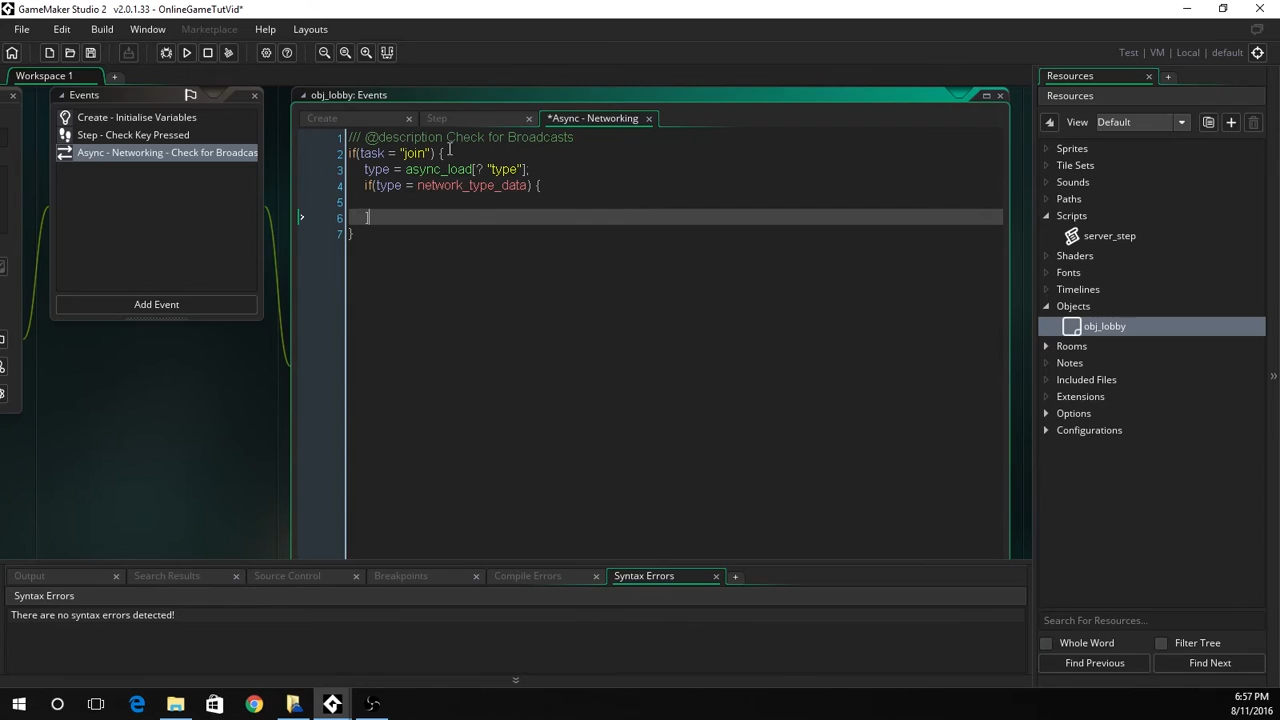 GameMaker Studio 2 v2.0.1.33 - OnlineGameTutVid*
File Edit Build Window Marketplace Help Layouts
Test | VM | Local | default
Workspace 1
Events
Create - Initialise Variables
Step - Check Key Pressed
Async - Networking - Check for Broadcas
Add Event
obj_lobby: Events
Create Step *Async - Networking
1 /// @description Check for Broadcasts
2 if(task = "join") {
3 type = async_load[? "type"];
4 if(type = network_type_data) {
5
6 }
7 }
Resources
Resources
View Default
Sprites
Tile Sets
Sounds
Paths
Scripts
server_step
Shaders
Fonts
Timelines
Objects
obj_lobby
Rooms
Notes
Included Files
Extensions
Options
Configurations
Search For Resources...
Whole Word Filter Tree
Find Previous Find Next
Output Search Results Source Control Breakpoints Compile Errors Syntax Errors
Syntax Errors
There are no syntax errors detected!
6:57 PM
8/11/2016